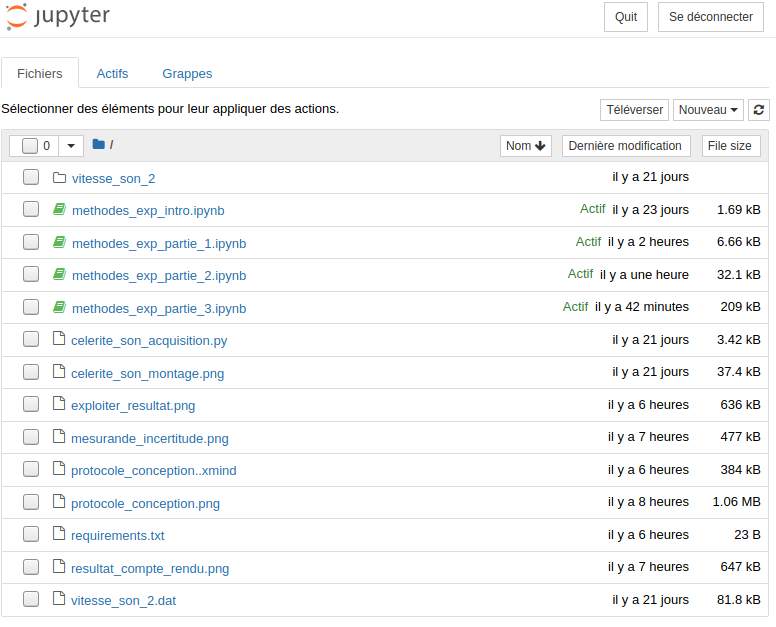 jupyter Quit Se déconnecter
Fichiers Actifs Grappes
Sélectionner des éléments pour leur appliquer des actions. Téléverser Nouveau
0 / Nom Dernière modification File size
vitesse_son_2 il y a 21 jours
methodes_exp_intro.ipynb Actif il y a 23 jours 1.69 kB
methodes_exp_partie_1.ipynb Actif il y a 2 heures 6.66 kB
methodes_exp_partie_2.ipynb Actif il y a une heure 32.1 kB
methodes_exp_partie_3.ipynb Actif il y a 42 minutes 209 kB
celerite_son_acquisition.py il y a 21 jours 3.42 kB
celerite_son_montage.png il y a 21 jours 37.4 kB
exploiter_resultat.png il y a 6 heures 636 kB
mesurande_incertitude.png il y a 7 heures 477 kB
protocole_conception..xmind il y a 6 heures 384 kB
protocole_conception.png il y a 8 heures 1.06 MB
requirements.txt il y a 6 heures 23 B
resultat_compte_rendu.png il y a 7 heures 647 kB
vitesse_son_2.dat il y a 21 jours 81.8 kB